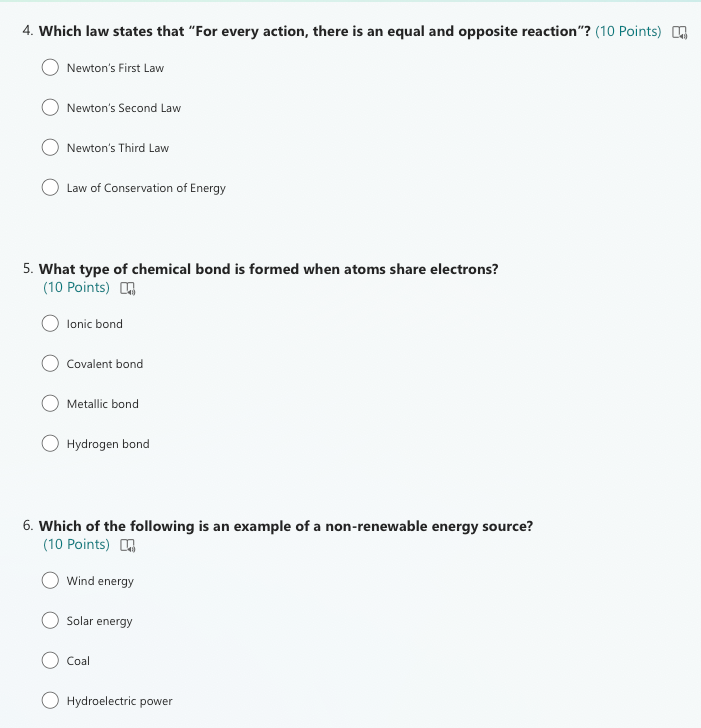 4. Which law states that “For every action, there is an equal and opposite reaction”? (10 Points)
Newton’s First Law
Newton’s Second Law
Newton’s Third Law
Law of Conservation of Energy
5. What type of chemical bond is formed when atoms share electrons?
(10 Points)
Ionic bond
Covalent bond
Metallic bond
Hydrogen bond
6. Which of the following is an example of a non-renewable energy source?
(10 Points)
Wind energy
Solar energy
Coal
Hydroelectric power